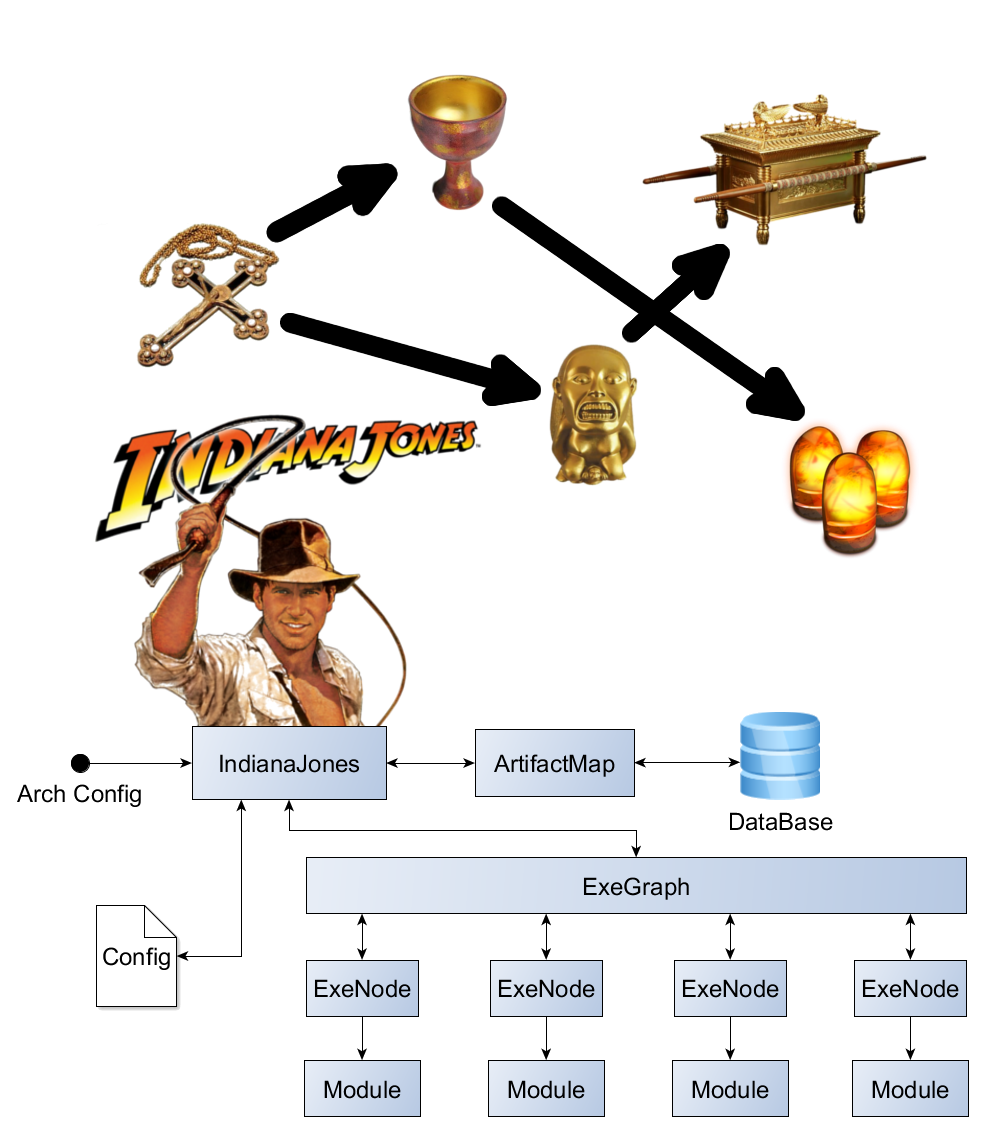 INDIANA JONES
IndianaJones
ArtifactMap
Arch Config
DataBase
ExeGraph
Config
ExeNode
ExeNode
ExeNode
ExeNode
Module
Module
Module
Module